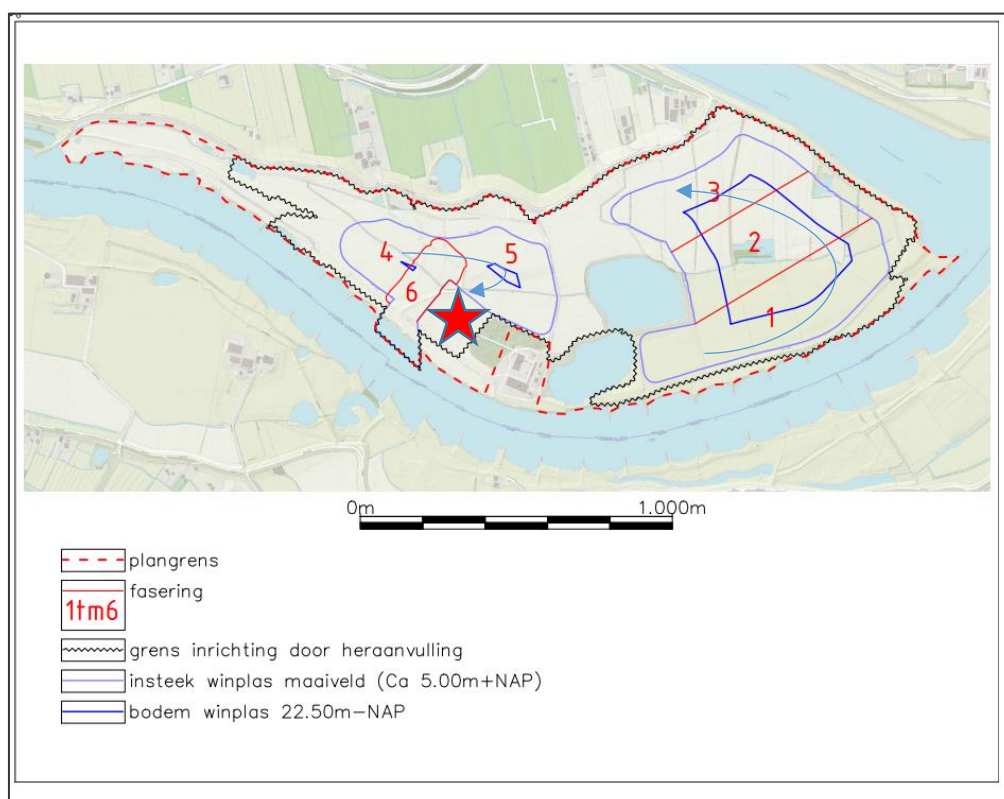 3
2
5
4
6
1
0m 1.000m
plangrens
fasering
1tm6
grens inrichting door heraanvulling
insteek winplas maaiveld (Ca 5.00m+NAP)
bodem winplas 22.50m-NAP